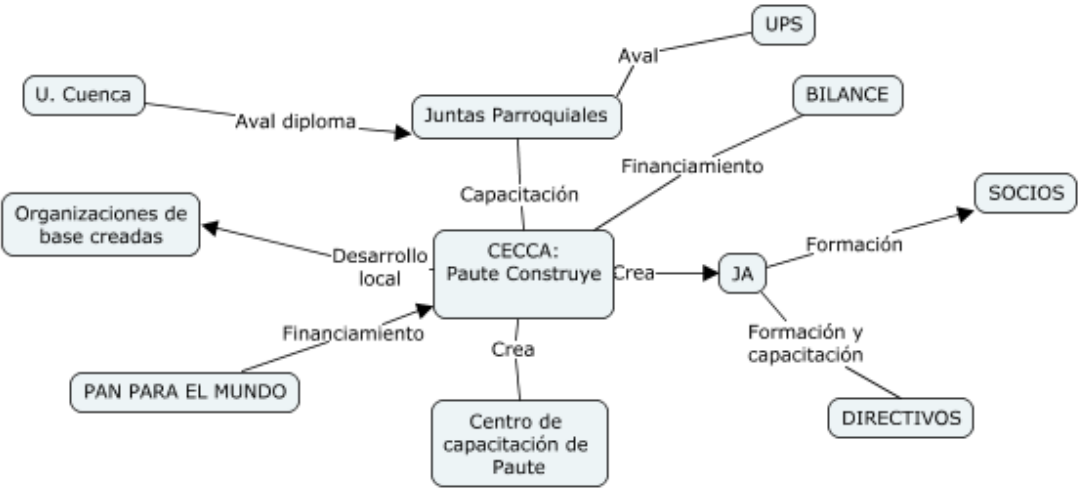 UPS
Aval
U. Cuenca
Aval diploma
Juntas Parroquiales
BILANCE
Financiamiento
Capacitación
SOCIOS
Formación
Organizaciones de
base creadas
Desarrollo
local
CECCA:
Paute Construye
Crea
JA
Financiamiento
Formación y
capacitación
Crea
PAN PARA EL MUNDO
DIRECTIVOS
Centro de
capacitación de
Paute